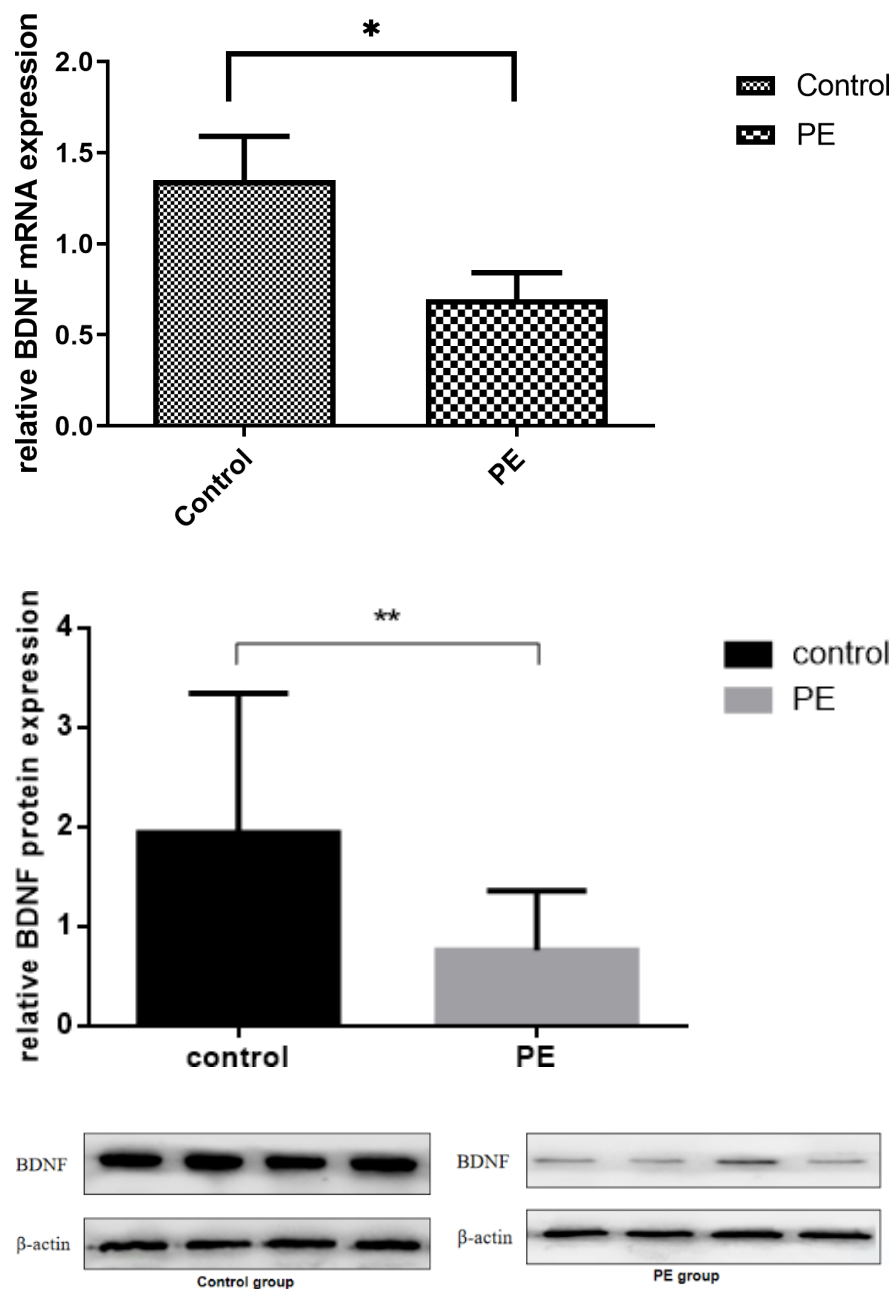 relative BDNF mRNA expression
2.0
1.5
1.0
0.5
0.0
*
Control
PE
Control
PE
relative BDNF protein expression
4
3
2
1
0
**
control
PE
control
PE
BDNF
β-actin
Control group
BDNF
β-actin
PE group